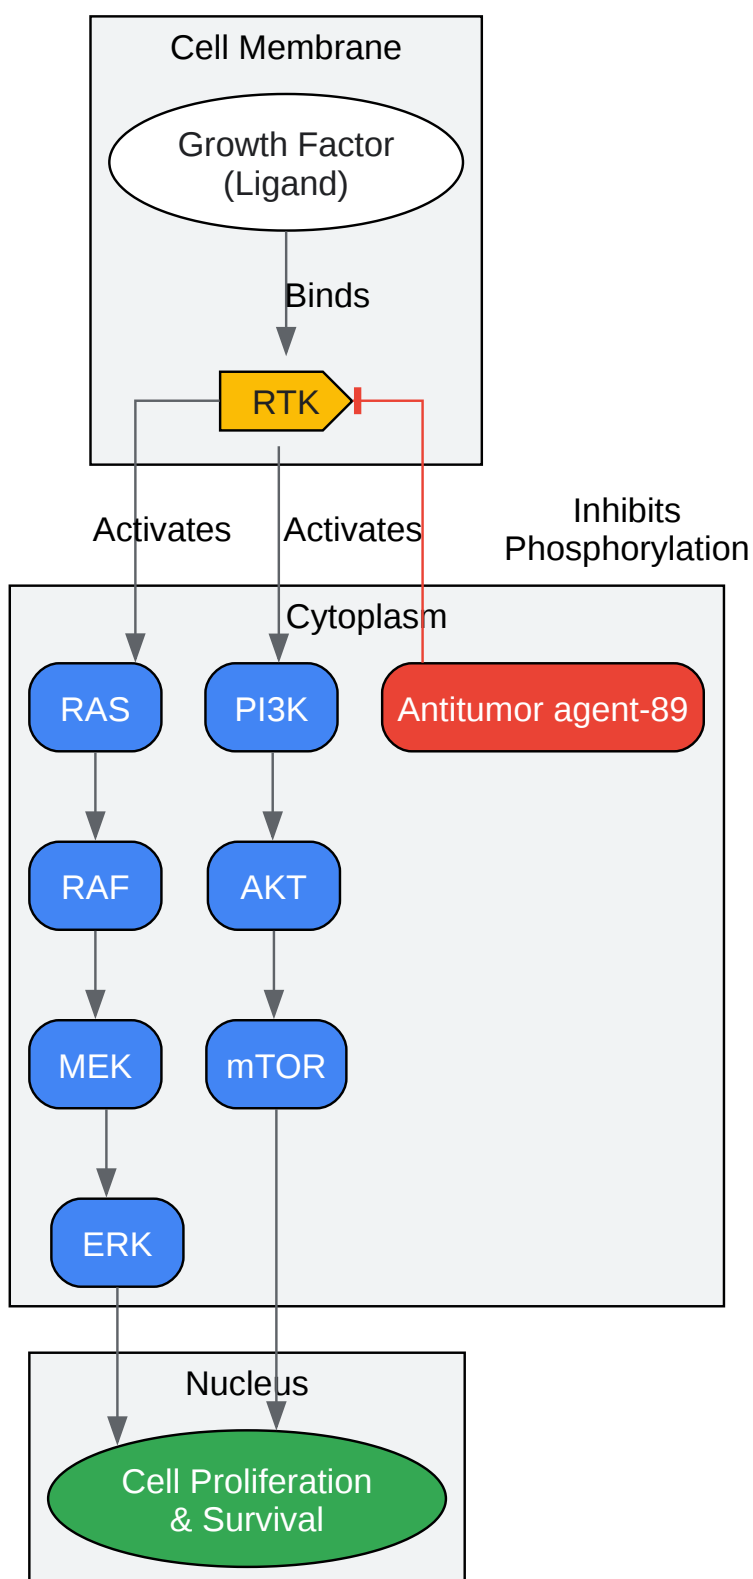 Cell Membrane
Growth Factor
(Ligand)
Binds
RTK
Activates
Activates
Inhibits
Phosphorylation
Cytoplasm
RAS
PI3K
Antitumor agent-89
RAF
AKT
MEK
mTOR
ERK
Nucleus
Cell Proliferation
& Survival